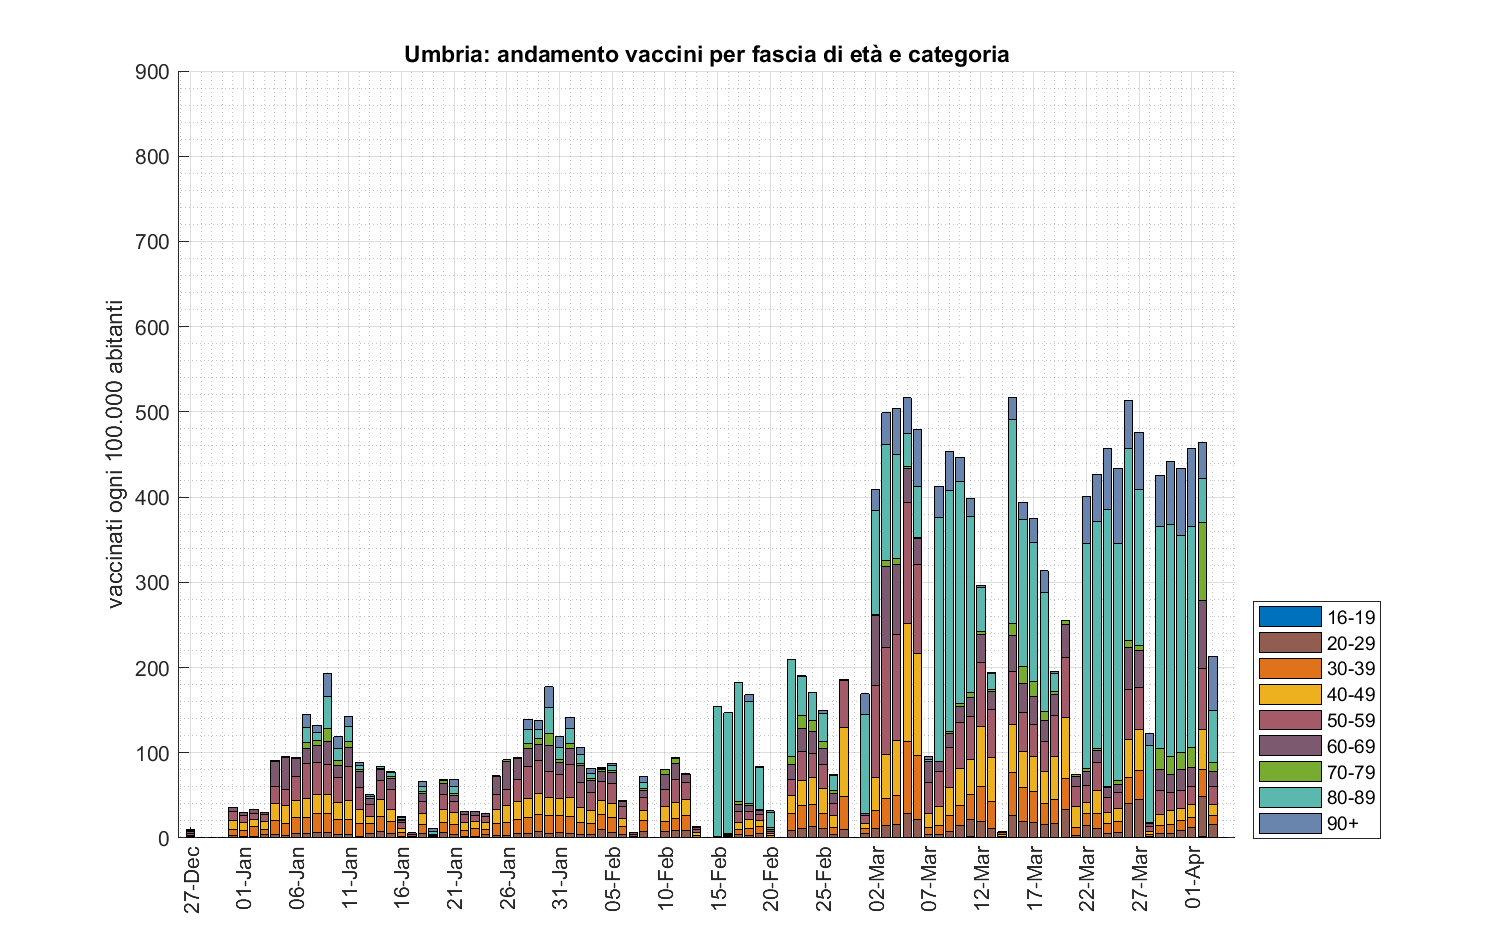 Umbria: andamento vaccini per fascia di età e categoria
vaccinati ogni 100.000 abitanti
900
800
700
600
500
400
300
200
100
0
27-Dec
01-Jan
06-Jan
11-Jan
16-Jan
21-Jan
26-Jan
31-Jan
05-Feb
10-Feb
15-Feb
20-Feb
25-Feb
02-Mar
07-Mar
12-Mar
17-Mar
22-Mar
27-Mar
01-Apr
16-19
20-29
30-39
40-49
50-59
60-69
70-79
80-89
90+